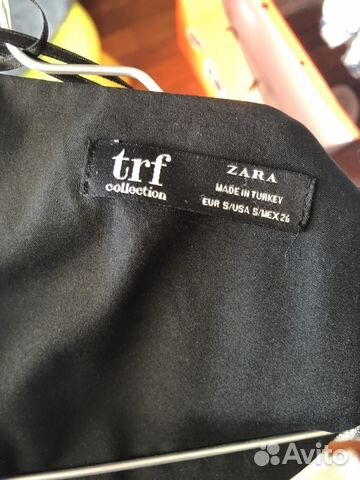 trf
collection
ZARA
MADE IN TURKEY
EUR S/USA S/MEX 26
Avito